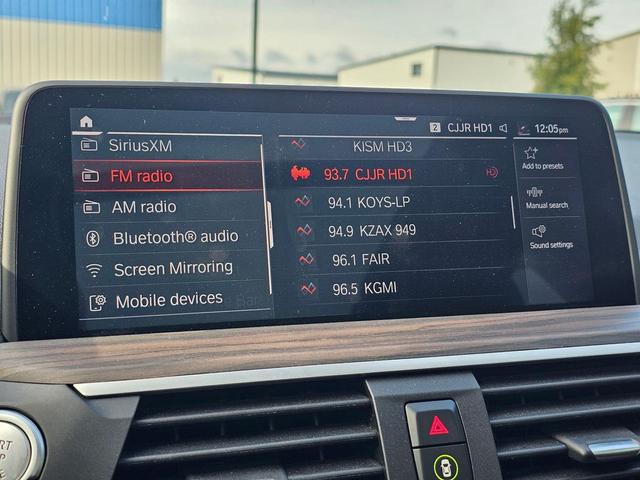 2 CJJR HD1 12:05pm
SiriusXM
FM radio
AM radio
Bluetooth® audio
Screen Mirroring
Mobile devices
KISM HD3
93.7 CJJR HD1 HD
94.1 KOYS-LP
94.9 KZAX 949
96.1 FAIR
96.5 KGMI
Add to presets
Manual search
Sound settings
START